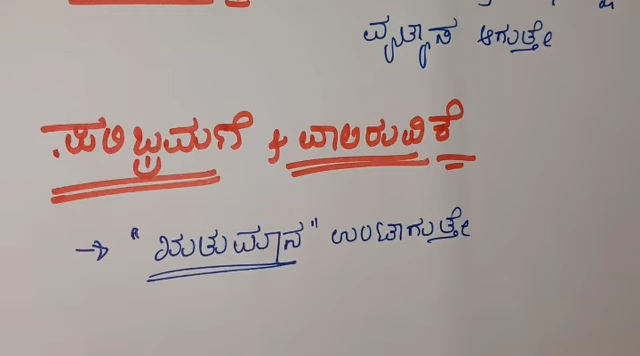 ವ್ಯತ್ಯಾಸ ಆಗುತ್ತೇ
ಪರಿಭ್ರಮಣೆ & ವಾಲಿರುವಿಕೆ
→ "ಋತುಮಾನ" ಉಂಟಾಗುತ್ತೇ